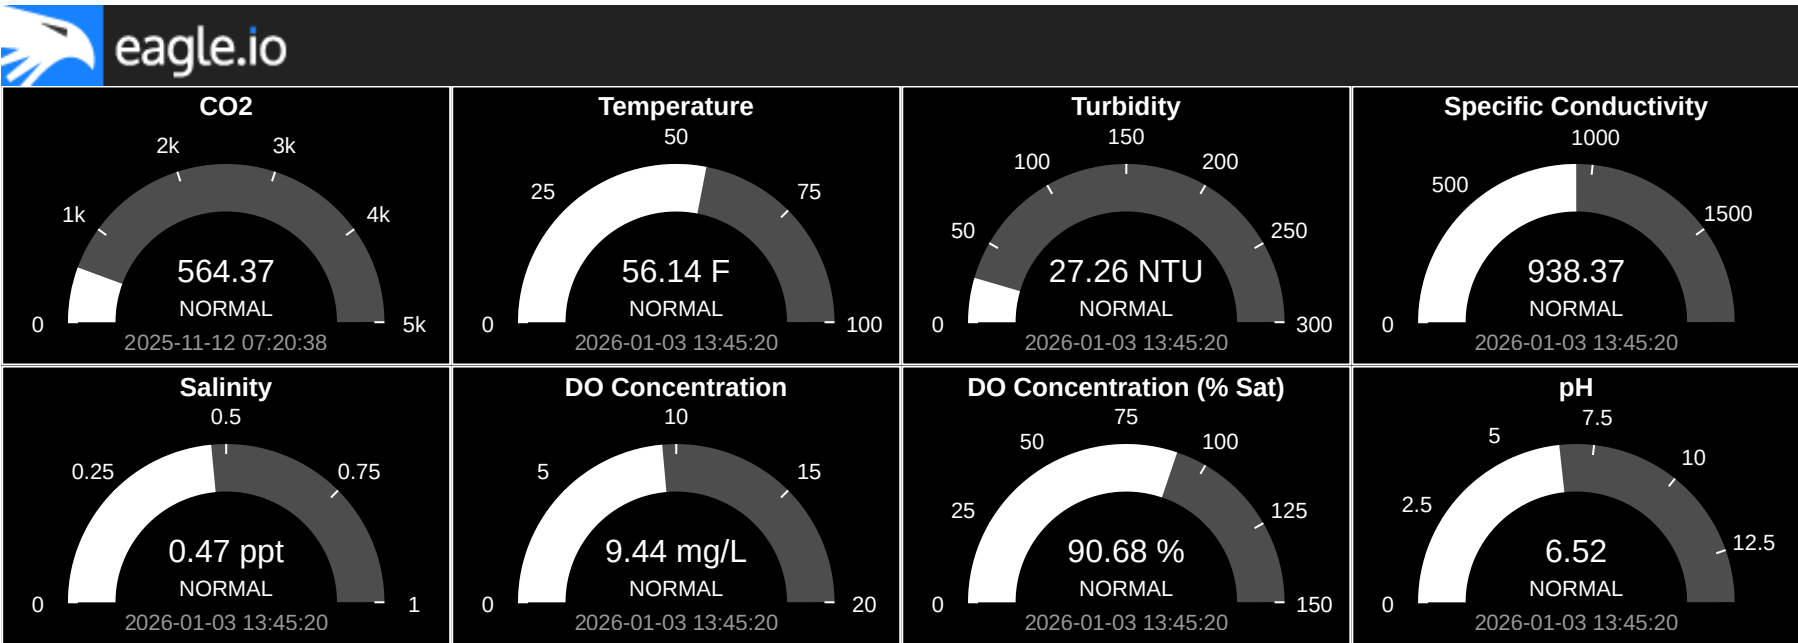 eagle.io
CO2
2k
3k
1k
4k
564.37
NORMAL
0
5k
2025-11-12 07:20:38
Temperature
50
25
75
56.14 F
NORMAL
0
100
2026-01-03 13:45:20
Turbidity
150
100
200
50
250
27.26 NTU
NORMAL
0
300
2026-01-03 13:45:20
Specific Conductivity
1000
500
1500
938.37
NORMAL
0
2026-01-03 13:45:20
Salinity
0.5
0.25
0.75
0.47 ppt
NORMAL
0
1
2026-01-03 13:45:20
DO Concentration
10
5
15
9.44 mg/L
NORMAL
0
20
2026-01-03 13:45:20
DO Concentration (% Sat)
75
50
100
25
125
90.68 %
NORMAL
0
150
2026-01-03 13:45:20
pH
7.5
5
10
2.5
12.5
6.52
NORMAL
0
2026-01-03 13:45:20